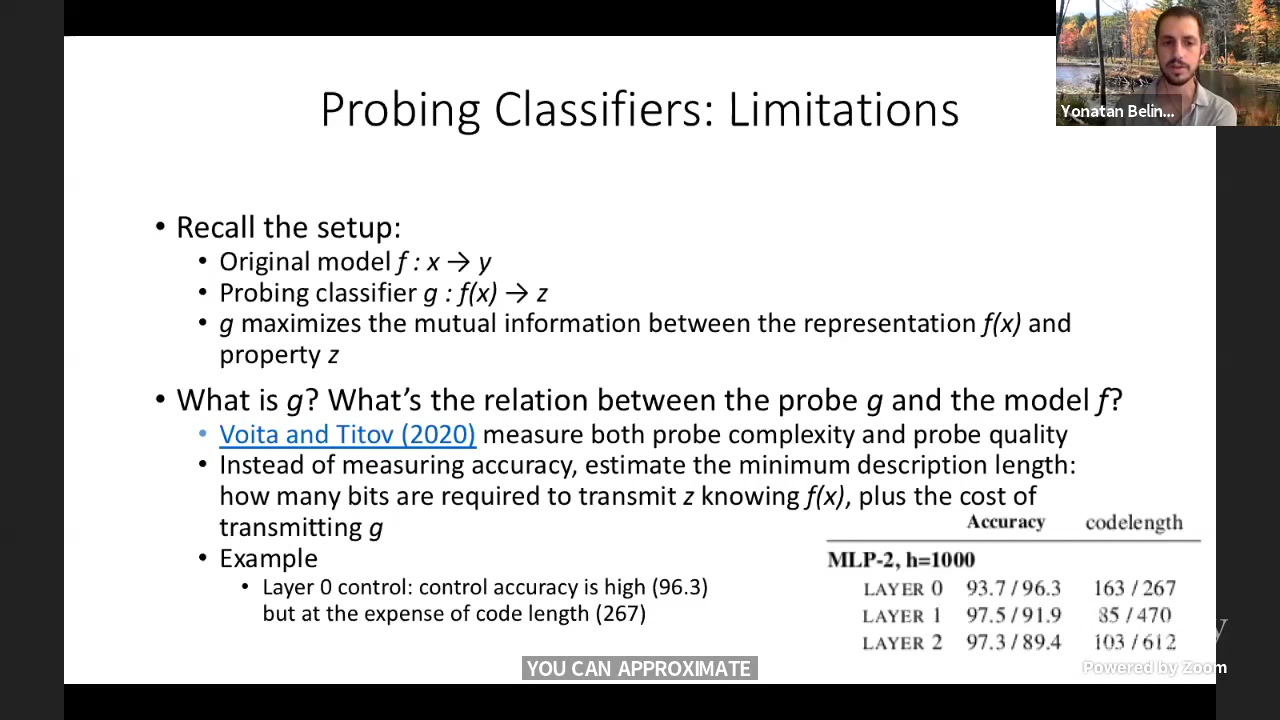 Probing Classifiers: Limitations
Yonatan Belin...
• Recall the setup:
• Original model f : x → y
• Probing classifier g : f(x) → z
• g maximizes the mutual information between the representation f(x) and
property z
• What is g? What's the relation between the probe g and the model f?
• Voita and Titov (2020) measure both probe complexity and probe quality
• Instead of measuring accuracy, estimate the minimum description length:
how many bits are required to transmit z knowing f(x), plus the cost of
transmitting g
• Example
• Layer 0 control: control accuracy is high (96.3)
but at the expense of code length (267)
Accuracy codelength
MLP-2, h=1000
LAYER 0 93.7 / 96.3 163 / 267
LAYER 1 97.5 / 91.9 85 / 470
LAYER 2 97.3 / 89.4 103 / 612
YOU CAN APPROXIMATE
Powered by Zoom